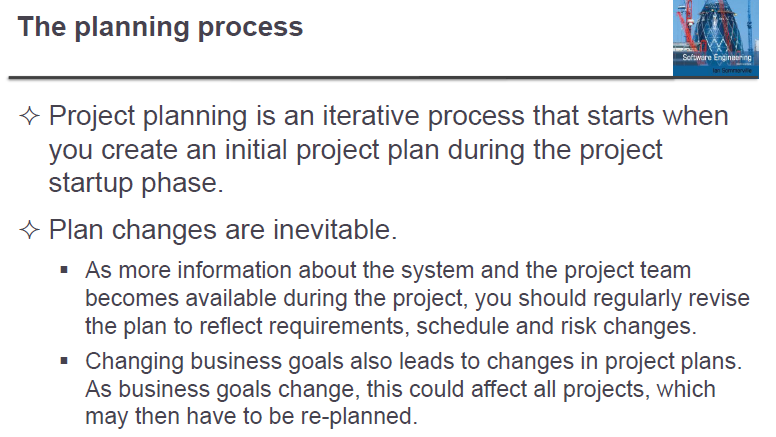 The planning process
Software Engineering
Ian Sommerville
Project planning is an iterative process that starts when
you create an initial project plan during the project
startup phase.
Plan changes are inevitable.
As more information about the system and the project team
becomes available during the project, you should regularly revise
the plan to reflect requirements, schedule and risk changes.
Changing business goals also leads to changes in project plans.
As business goals change, this could affect all projects, which
may then have to be re-planned.